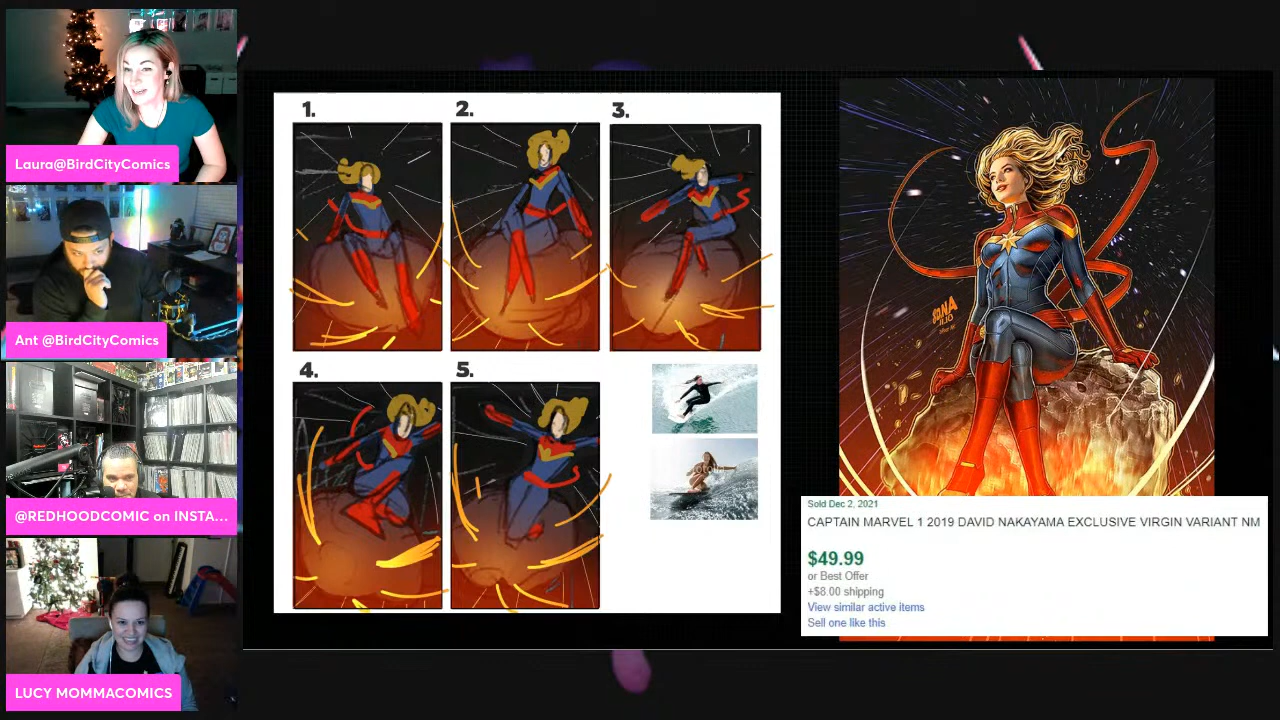 Laura@BirdCityComics
Ant @BirdCityComics
@REDHOODCOMIC on INSTA...
LUCY MOMMACOMICS
1.
2.
3.
4.
5.
Sold Dec 2, 2021
CAPTAIN MARVEL 1 2019 DAVID NAKAYAMA EXCLUSIVE VIRGIN VARIANT NM
$49.99
or Best Offer
+$8.00 shipping
View similar active items
Sell one like this